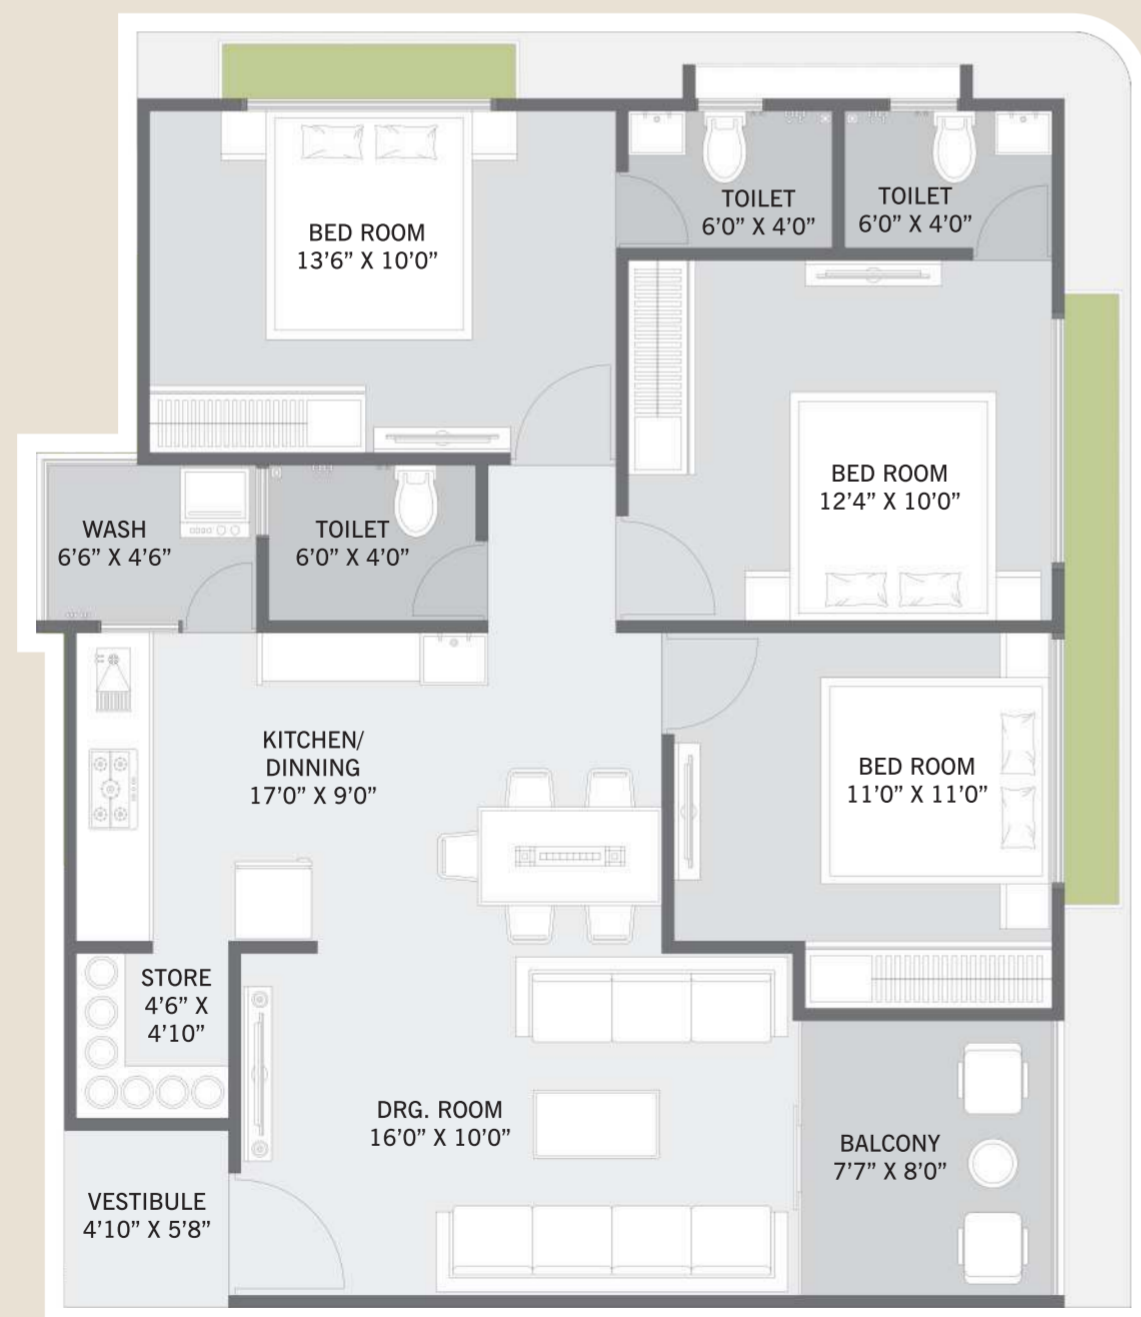 TOILET
6’0” X 4’0”
TOILET
6’0” X 4’0”
BED ROOM
13’6” X 10’0”
BED ROOM
12’4” X 10’0”
WASH
6’6” X 4’6”
TOILET
6’0” X 4’0”
KITCHEN/
DINNING
17’0” X 9’0”
BED ROOM
11’0” X 11’0”
STORE
4’6” X
4’10”
DRG. ROOM
16’0” X 10’0”
BALCONY
7’7” X 8’0”
VESTIBULE
4’10” X 5’8”